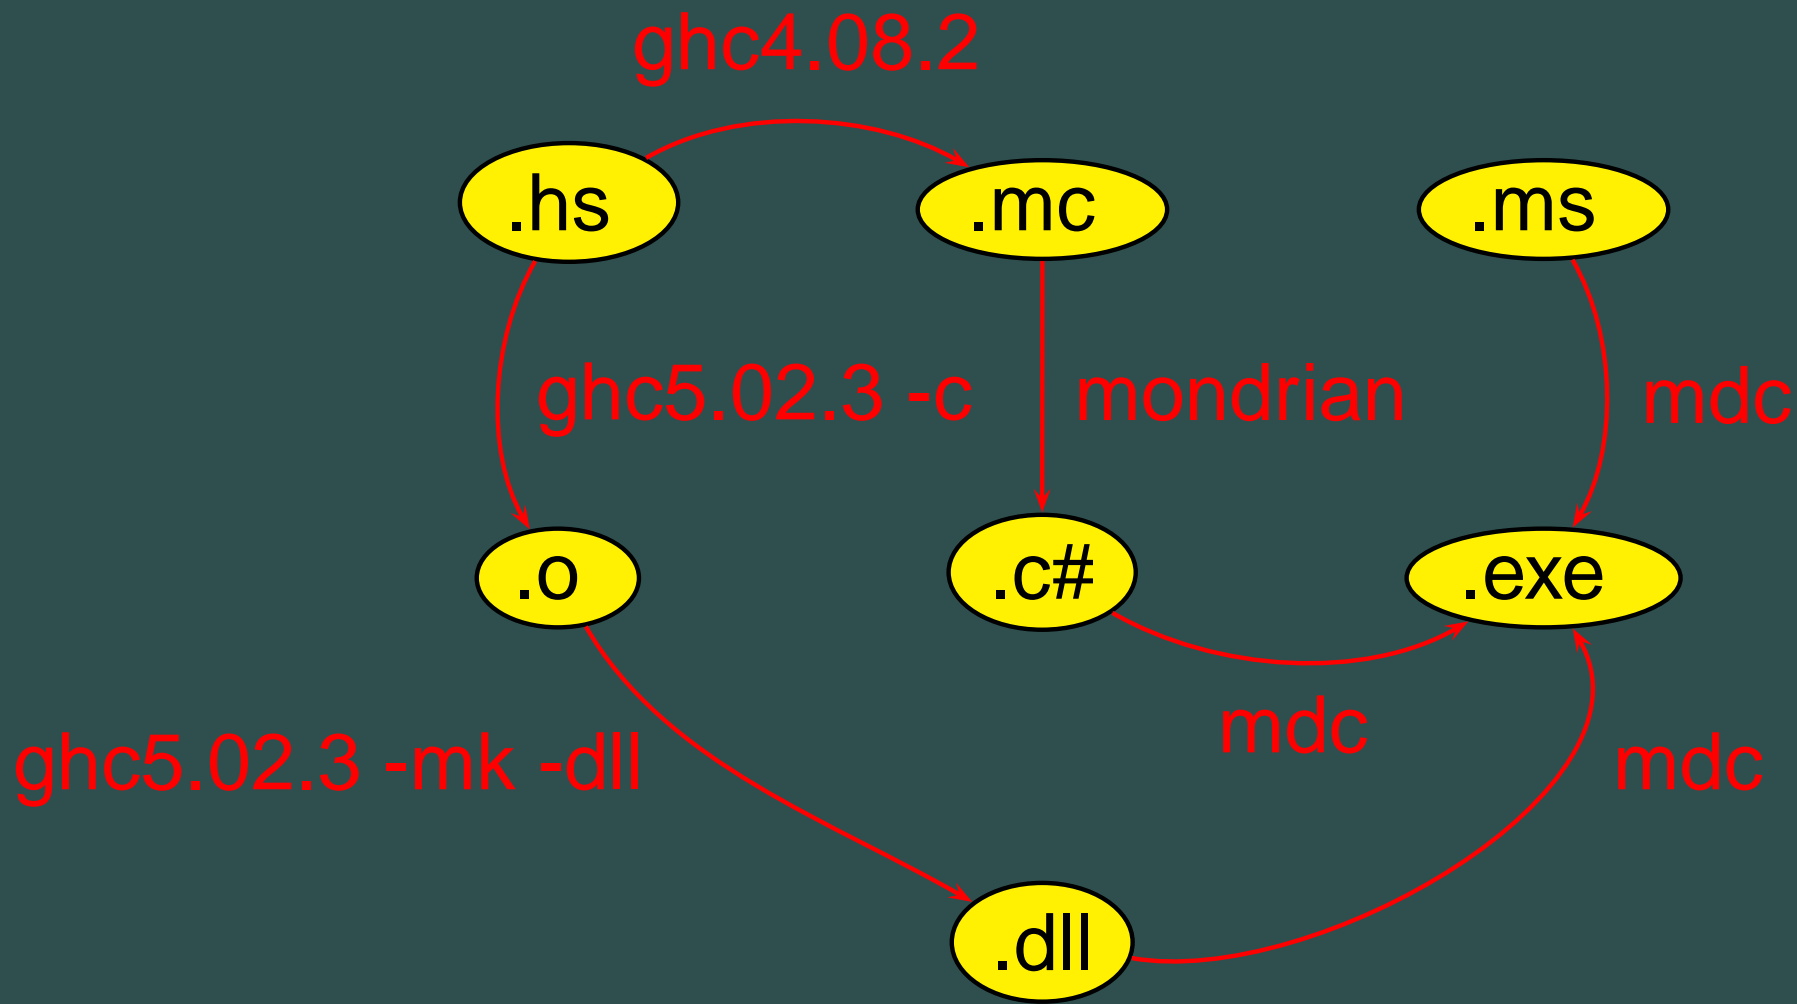 ghc4.08.2
.hs
.mc
.ms
ghc5.02.3 -c
mondrian
mdc
.o
.c#
.exe
mdc
ghc5.02.3 -mk -dll
mdc
.dll